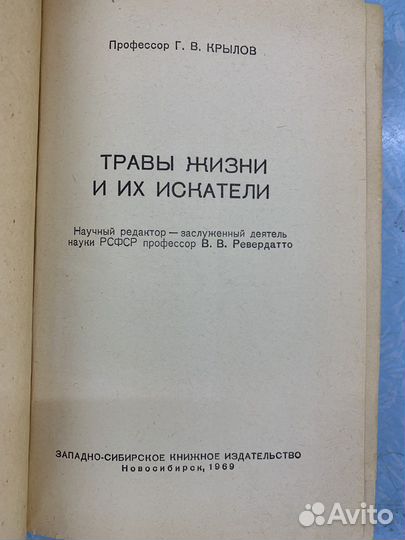 Профессор Г. В. КРЫЛОВ
ТРАВЫ ЖИЗНИ
И ИХ ИСКАТЕЛИ
Научный редактор — заслуженный деятель
науки РСФСР профессор В. В. Ревердатто
ЗАПАДНО-СИБИРСКОЕ КНИЖНОЕ ИЗДАТЕЛЬСТВО
Новосибирск, 1969
Avito